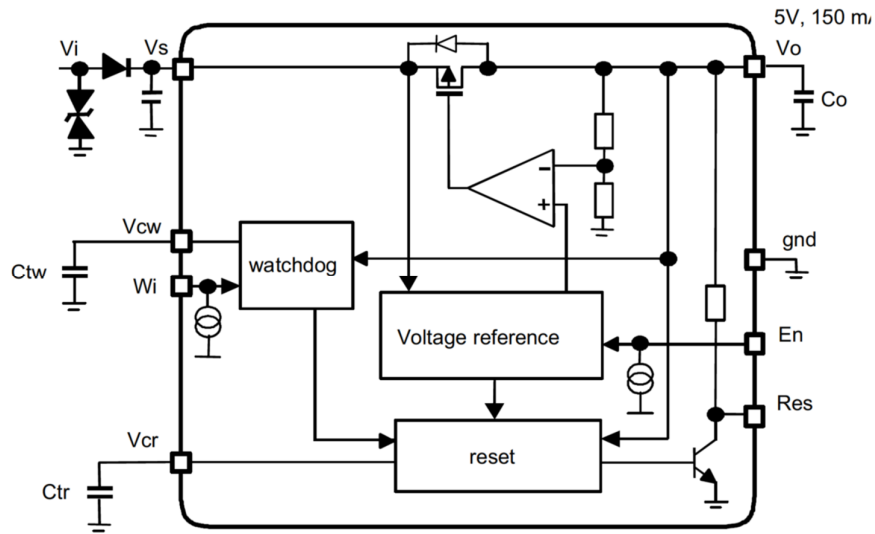 5V, 150 m
Vi
Vs
Vo
Co
-
+
Vcw
gnd
Ctw
watchdog
Wi
Voltage reference
En
Res
Vcr
reset
Ctr